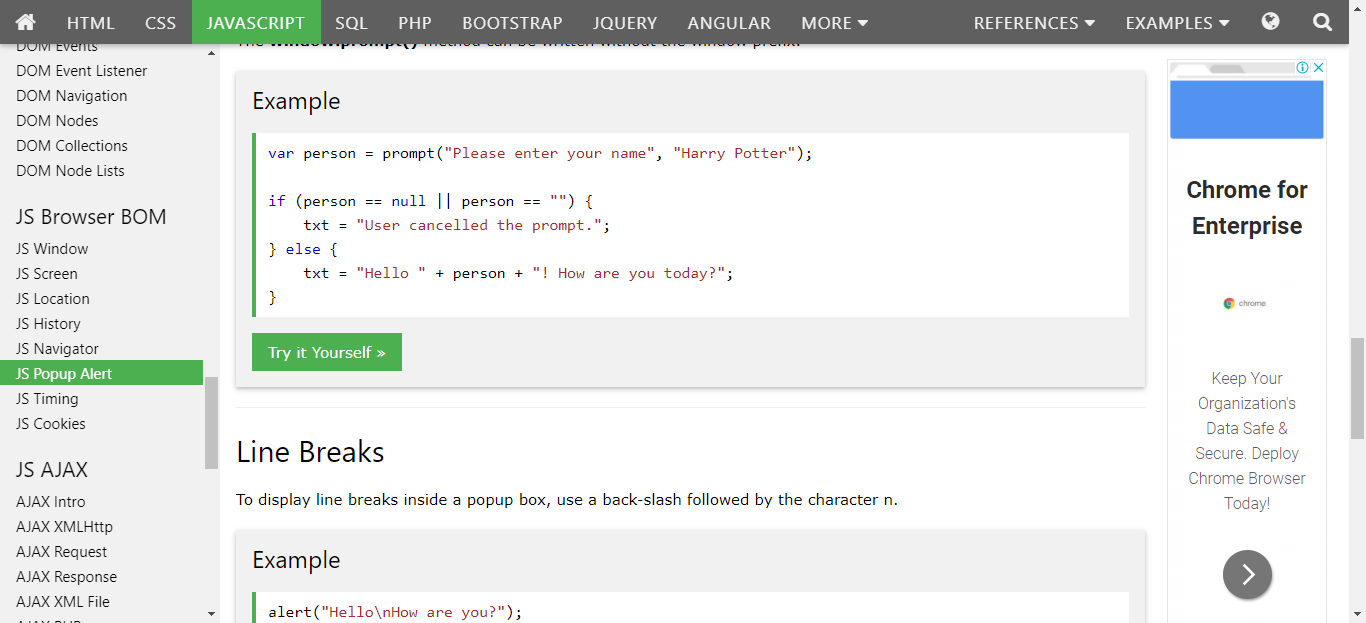 HTML CSS JAVASCRIPT SQL PHP BOOTSTRAP JQUERY ANGULAR MORE REFERENCES EXAMPLES
DOM Events
DOM Event Listener
DOM Navigation
DOM Nodes
DOM Collections
DOM Node Lists
JS Browser BOM
JS Window
JS Screen
JS Location
JS History
JS Navigator
JS Popup Alert
JS Timing
JS Cookies
JS AJAX
AJAX Intro
AJAX XMLHttp
AJAX Request
AJAX Response
AJAX XML File
The window.prompt() method can be written without the window prefix.
Example
var person = prompt("Please enter your name", "Harry Potter");
if (person == null || person == "") {
    txt = "User cancelled the prompt.";
} else {
    txt = "Hello " + person + "! How are you today?";
}
Try it Yourself »
Line Breaks
To display line breaks inside a popup box, use a back-slash followed by the character n.
Example
alert("Hello\nHow are you?");
Chrome for
Enterprise
chrome
Keep Your
Organization's
Data Safe &
Secure. Deploy
Chrome Browser
Today!